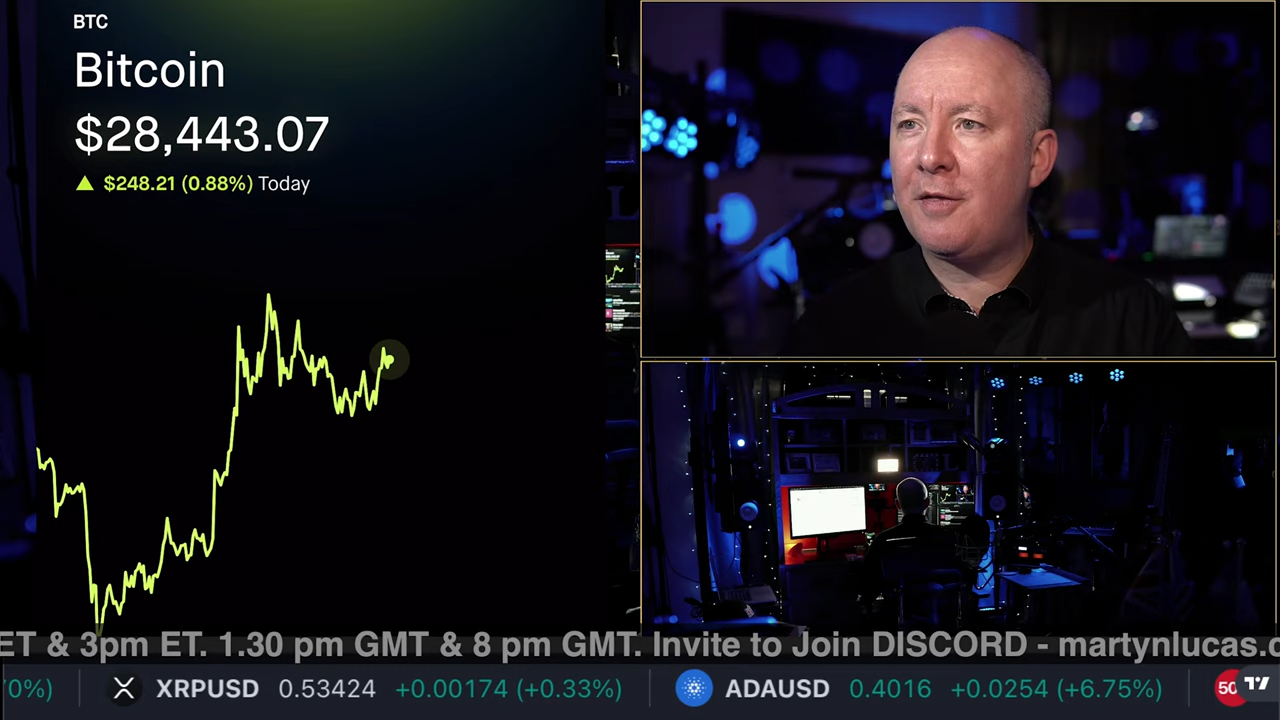 BTC
Bitcoin
$28,443.07
$248.21 (0.88%) Today
ET & 3pm ET. 1.30 pm GMT & 8 pm GMT. Invite to Join DISCORD - martynlucas.c
0%) XRPUSD 0.53424 +0.00174 (+0.33%) ADAUSD 0.4016 +0.0254 (+6.75%) 50